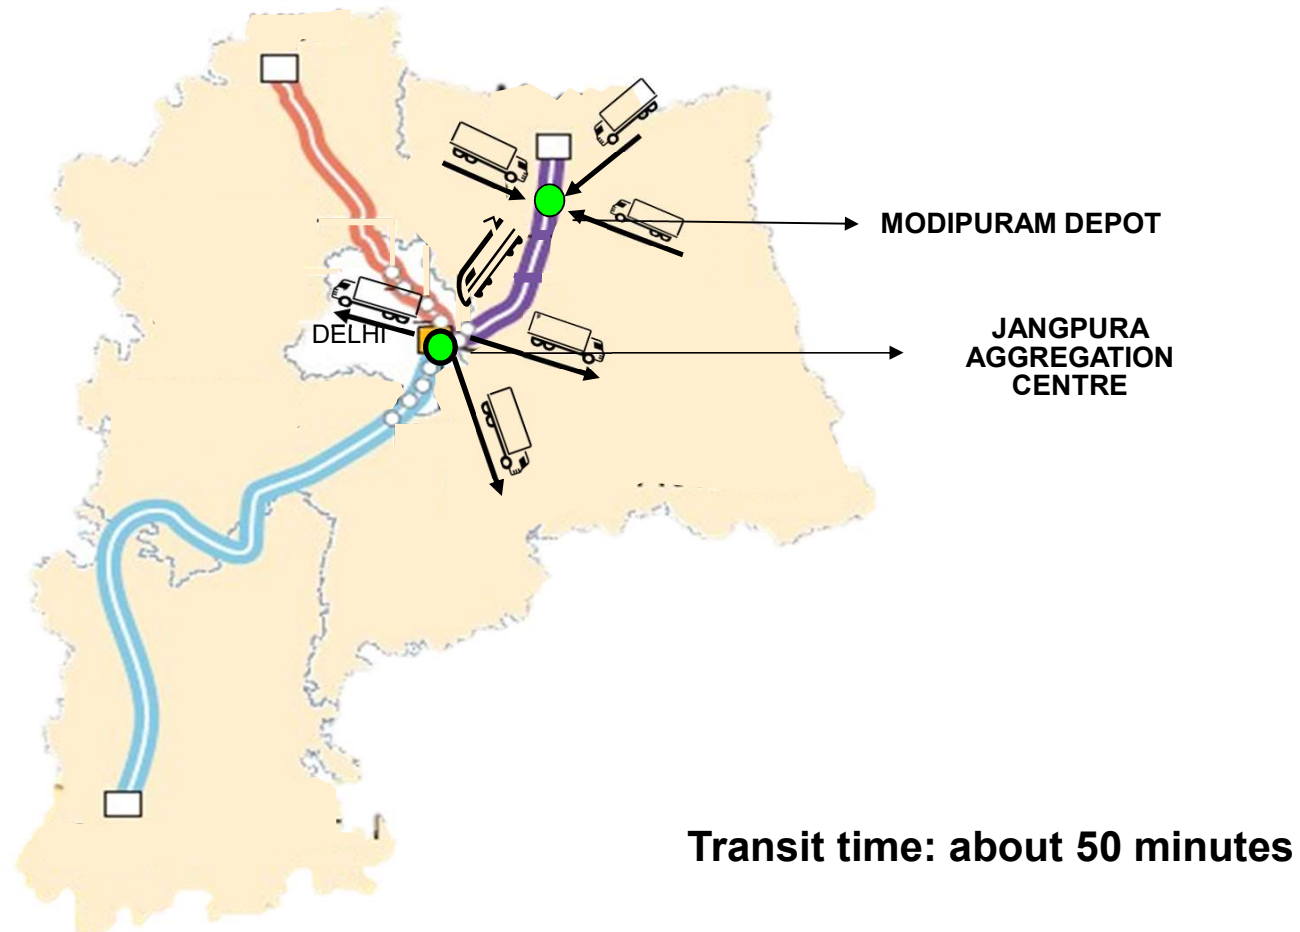 MODIPURAM DEPOT
DELHI
JANGPURA
AGGREGATION
CENTRE
Transit time: about 50 minutes